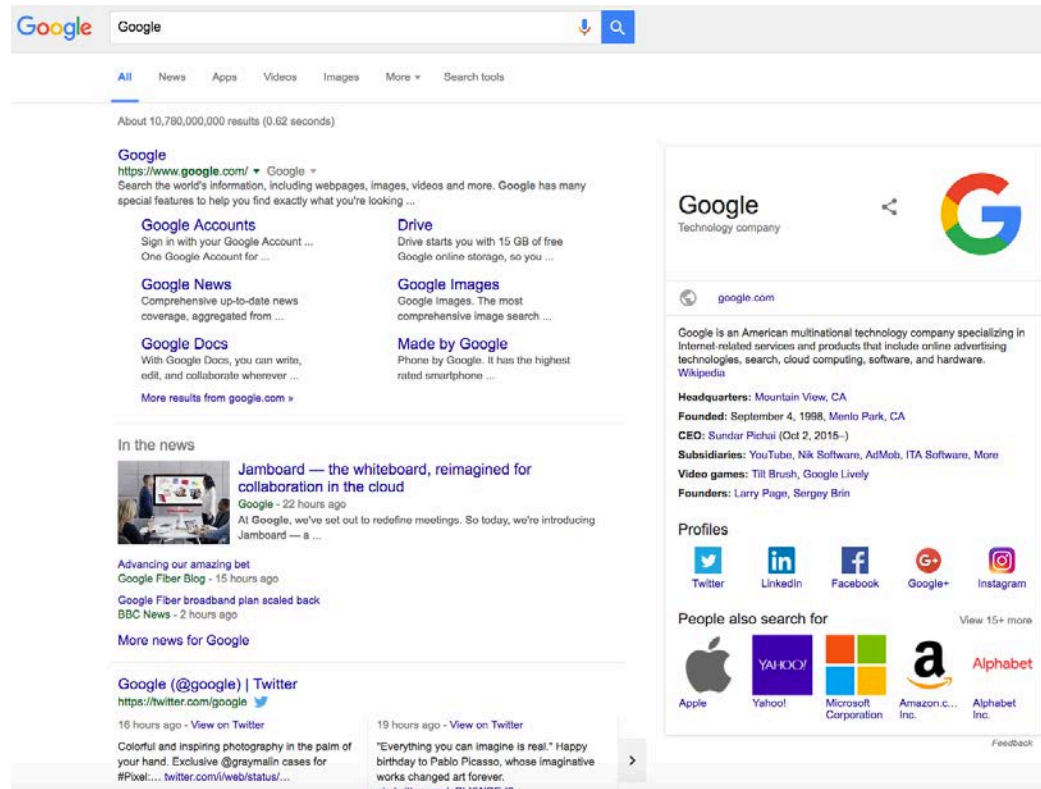 Google
Google
All News Apps Videos Images More Search tools
About 10,780,000,000 results (0.62 seconds)
Google
https://www.google.com/ Google
Search the world's information, including webpages, images, videos and more. Google has many
special features to help you find exactly what you're looking ...
Google Accounts
Sign in with your Google Account ...
One Google Account for ...
Drive
Drive starts you with 15 GB of free
Google online storage, so you ...
Google News
Comprehensive up-to-date news
coverage, aggregated from ...
Google Images
Google Images. The most
comprehensive image search ...
Google Docs
With Google Docs, you can write,
edit, and collaborate wherever ...
Made by Google
Phone by Google. It has the highest
rated smartphone ...
More results from google.com »
In the news
Jamboard — the whiteboard, reimagined for
collaboration in the cloud
Google - 22 hours ago
At Google, we've set out to redefine meetings. So today, we're introducing
Jamboard — a ...
Advancing our amazing bet
Google Fiber Blog - 15 hours ago
Google Fiber broadband plan scaled back
BBC News - 2 hours ago
More news for Google
Google (@google) | Twitter
https://twitter.com/google
16 hours ago - View on Twitter
Colorful and inspiring photography in the palm of
your hand. Exclusive @graymalin cases for
#Pixel:... twitter.com/i/web/status/...
19 hours ago - View on Twitter
"Everything you can imagine is real." Happy
birthday to Pablo Picasso, whose imaginative
works changed art forever.
Google
Technology company
G
google.com
Google is an American multinational technology company specializing in
Internet-related services and products that include online advertising
technologies, search, cloud computing, software, and hardware.
Wikipedia
Headquarters: Mountain View, CA
Founded: September 4, 1998, Menlo Park, CA
CEO: Sundar Pichai (Oct 2, 2015–)
Subsidiaries: YouTube, Nik Software, AdMob, ITA Software, More
Video games: Tilt Brush, Google Lively
Founders: Larry Page, Sergey Brin
Profiles
in f G+
Twitter LinkedIn Facebook Google+ Instagram
People also search for View 15+ more
YAHOO! a Alphabet
Apple Yahoo! Microsoft Corporation Amazon.c... Inc. Alphabet Inc.
Feedback